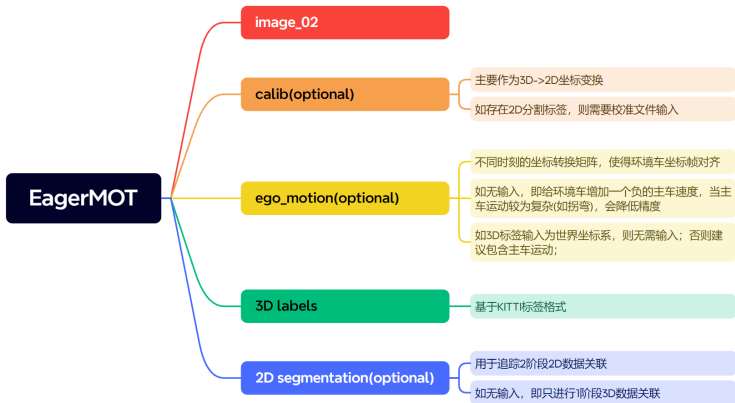 EagerMOT
image_02
calib(optional)
主要作为3D->2D坐标变换
如存在2D分割标签，则需要校准文件输入
ego_motion(optional)
不同时刻的坐标转换矩阵，使得环境车坐标帧对齐
如无输入，即给环境车增加一个负的主车速度，当主
车运动较为复杂(如拐弯)，会降低精度
如3D标签输入为世界坐标系，则无需输入；否则建
议包含主车运动；
3D labels
基于KITTI标签格式
2D segmentation(optional)
用于追踪2阶段2D数据关联
如无输入，即只进行1阶段3D数据关联